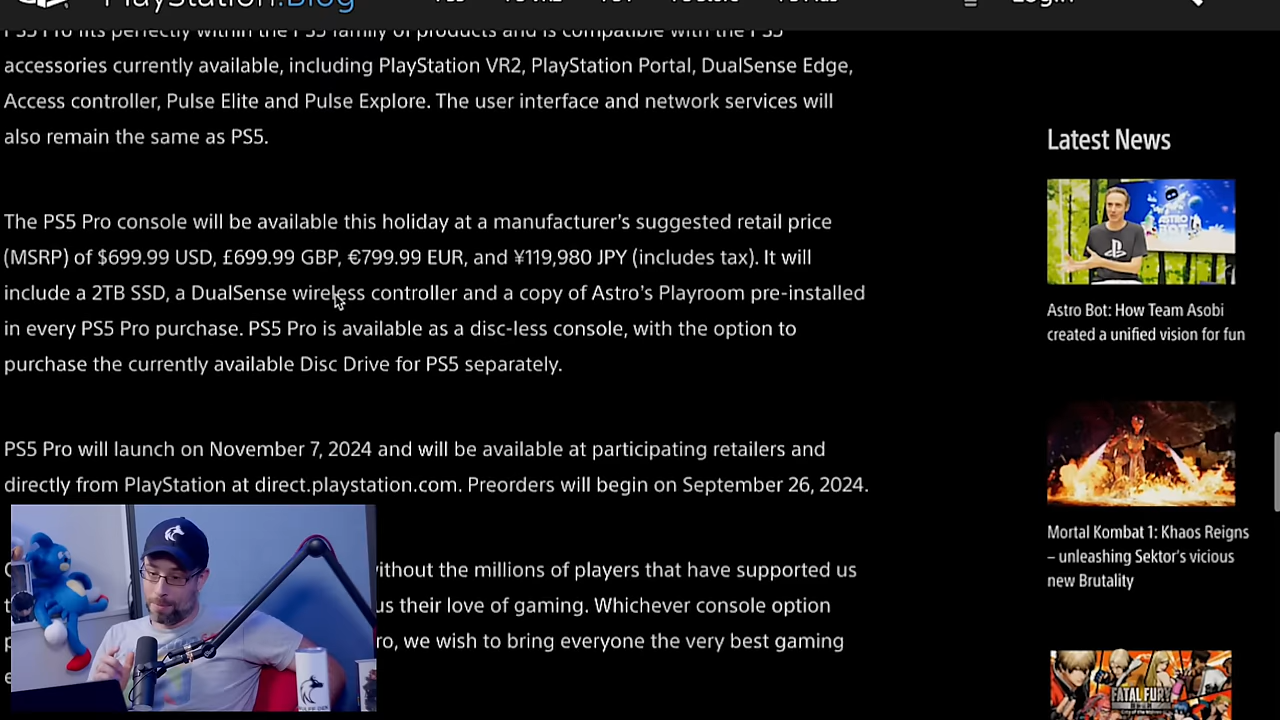 PlayStation.Blog
Login
PS5 Pro fits perfectly within the PS5 family of products and is compatible with the PS5
accessories currently available, including PlayStation VR2, PlayStation Portal, DualSense Edge,
Access controller, Pulse Elite and Pulse Explore. The user interface and network services will
also remain the same as PS5.
The PS5 Pro console will be available this holiday at a manufacturer’s suggested retail price
(MSRP) of $699.99 USD, £699.99 GBP, €799.99 EUR, and ¥119,980 JPY (includes tax). It will
include a 2TB SSD, a DualSense wireless controller and a copy of Astro’s Playroom pre-installed
in every PS5 Pro purchase. PS5 Pro is available as a disc-less console, with the option to
purchase the currently available Disc Drive for PS5 separately.
PS5 Pro will launch on November 7, 2024 and will be available at participating retailers and
directly from PlayStation at direct.playstation.com. Preorders will begin on September 26, 2024.
without the millions of players that have supported us
us their love of gaming. Whichever console option
we wish to bring everyone the very best gaming
Latest News
Astro Bot: How Team Asobi
created a unified vision for fun
Mortal Kombat 1: Khaos Reigns
– unleashing Sektor’s vicious
new Brutality
FATAL FURY